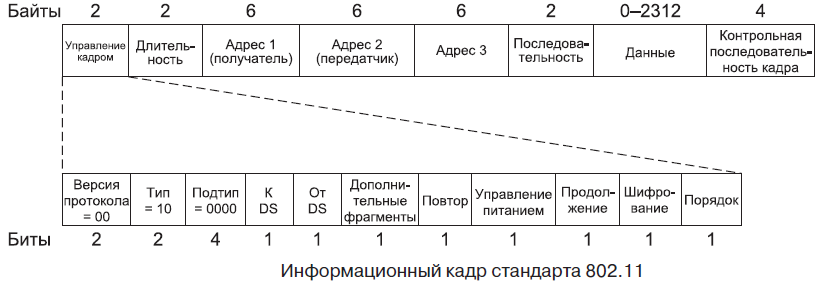 Байты 2 2 6 6 6 2 0–2312 4
Управление кадром
Длитель-
ность
Адрес 1
(получатель)
Адрес 2
(передатчик)
Адрес 3
Последова-
тельность
Данные
Контрольная
последователь-
ность кадра
Версия
протокола
= 00
Тип
= 10
Подтип
= 0000
К
DS
От
DS
Дополни-
тельные
фрагменты
Повтор
Управление
питанием
Продол-
жение
Шифро-
вание
Порядок
Биты 2 2 4 1 1 1 1 1 1 1 1
Информационный кадр стандарта 802.11